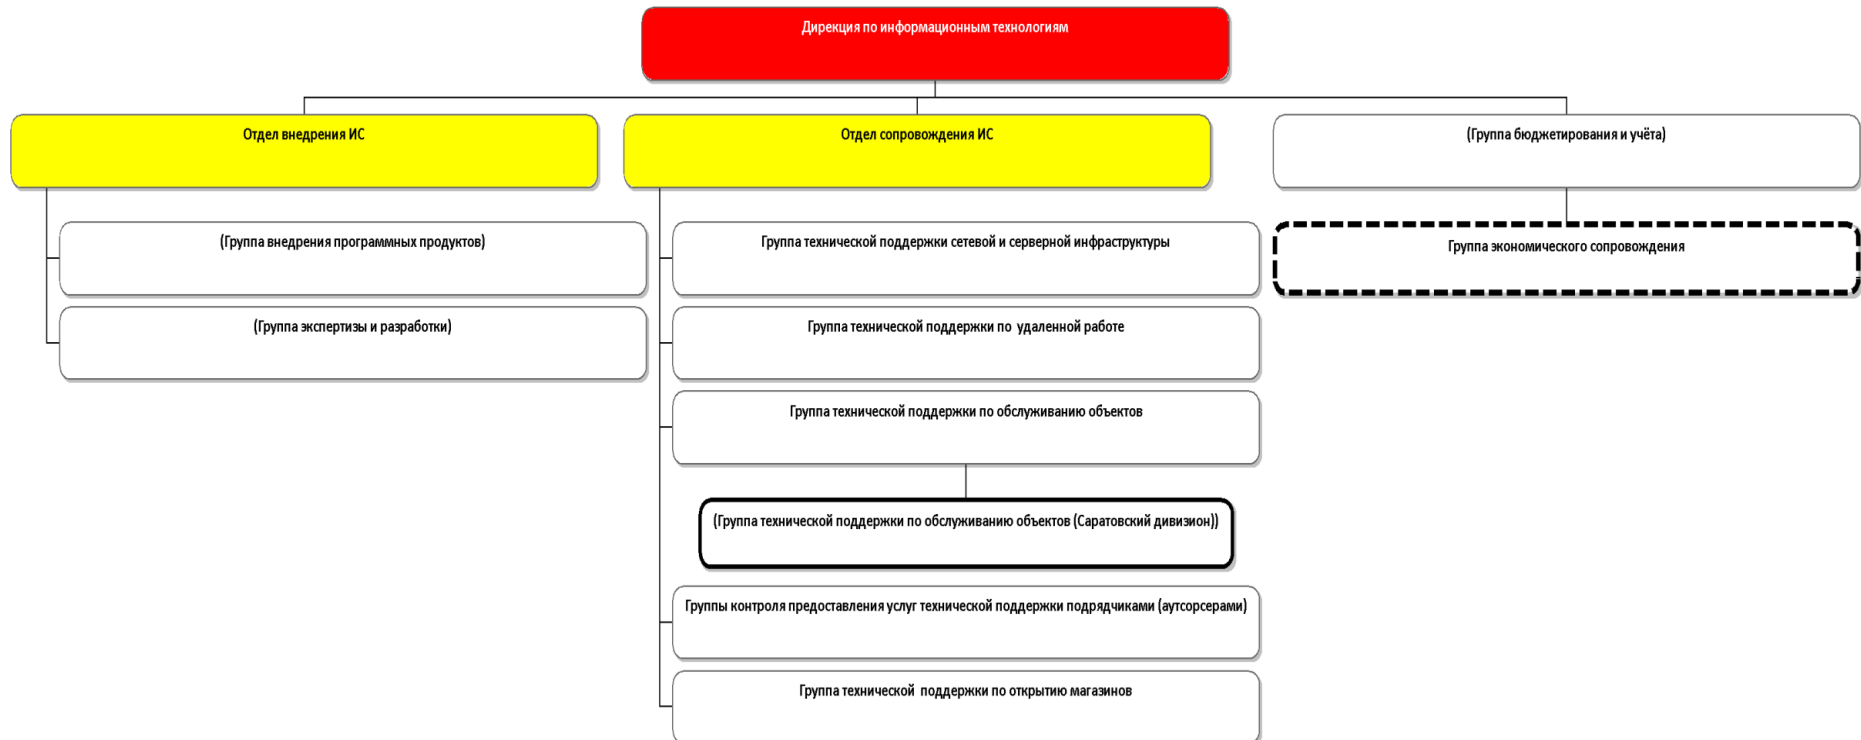 Дирекция по информационным технологиям
Отдел внедрения ИС
Отдел сопровождения ИС
(Группа бюджетирования и учёта)
(Группа внедрения программных продуктов)
(Группа экспертизы и разработки)
Группа технической поддержки сетевой и серверной инфраструктуры
Группа технической поддержки по удаленной работе
Группа технической поддержки по обслуживанию объектов
(Группа технической поддержки по обслуживанию объектов (Саратовский дивизион))
Группы контроля предоставления услуг технической поддержки подрядчиками (аутсорсерами)
Группа технической поддержки по открытию магазинов
Группа экономического сопровождения